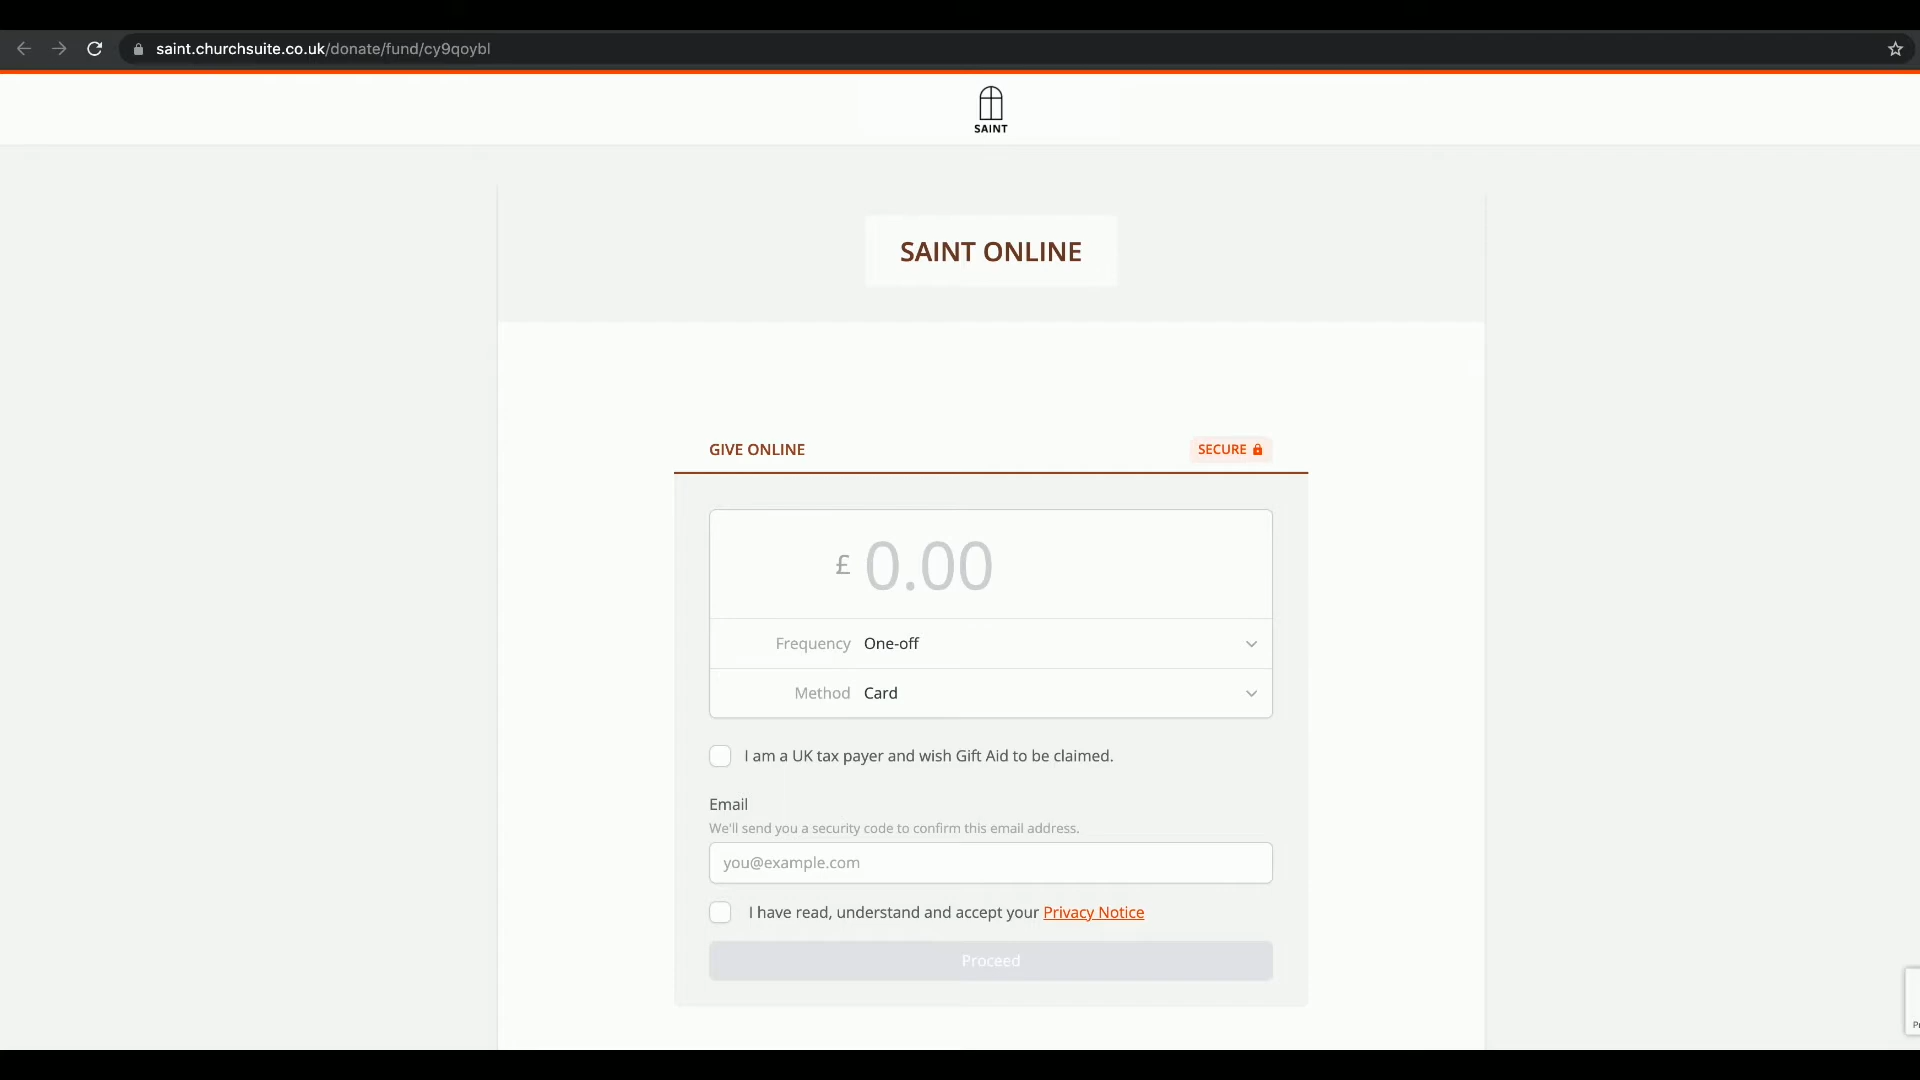 saint.churchsuite.co.uk/donate/fund/cy9qoybl
SAINT
SAINT ONLINE
GIVE ONLINE
SECURE
£ 0.00
Frequency One-off
Method Card
I am a UK tax payer and wish Gift Aid to be claimed.
Email
We'll send you a security code to confirm this email address.
you@example.com
I have read, understand and accept your Privacy Notice
Proceed